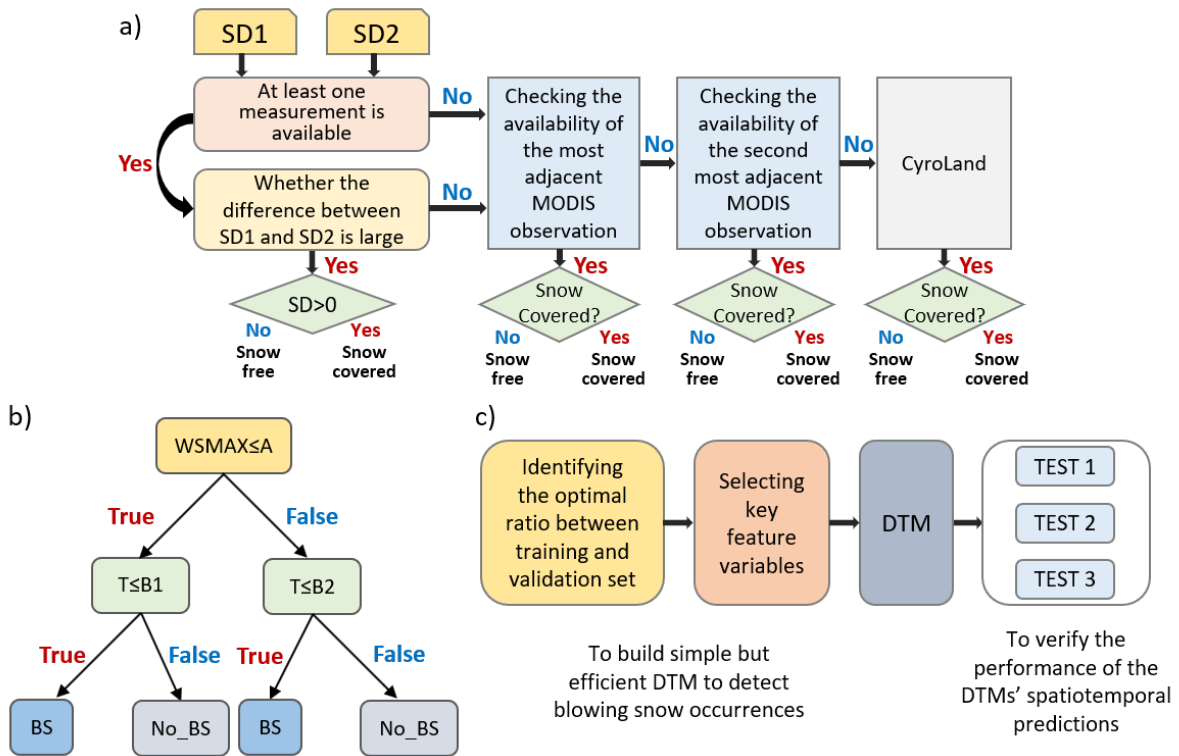 a)
SD1
SD2
At least one
measurement is
available
No
Yes
Whether the
difference between
SD1 and SD2 is large
No
Yes
SD>0
No
Snow
free
Yes
Snow
covered
Checking the
availability of
the most
adjacent
MODIS
observation
No
Yes
Snow
Covered?
No
Snow
free
Yes
Snow
covered
Checking the
availability of
the second
most adjacent
MODIS
observation
No
Yes
Snow
Covered?
No
Snow
free
Yes
Snow
covered
CyroLand
Yes
Snow
Covered?
No
Snow
free
Yes
Snow
covered
b)
WSMAX≤A
True
False
T≤B1
T≤B2
True
False
True
False
BS
No_BS
BS
No_BS
c)
Identifying
the optimal
ratio between
training and
validation set
Selecting
key
feature
variables
DTM
TEST 1
TEST 2
TEST 3
To build simple but
efficient DTM to detect
blowing snow occurrences
To verify the
performance of the
DTMs' spatiotemporal
predictions